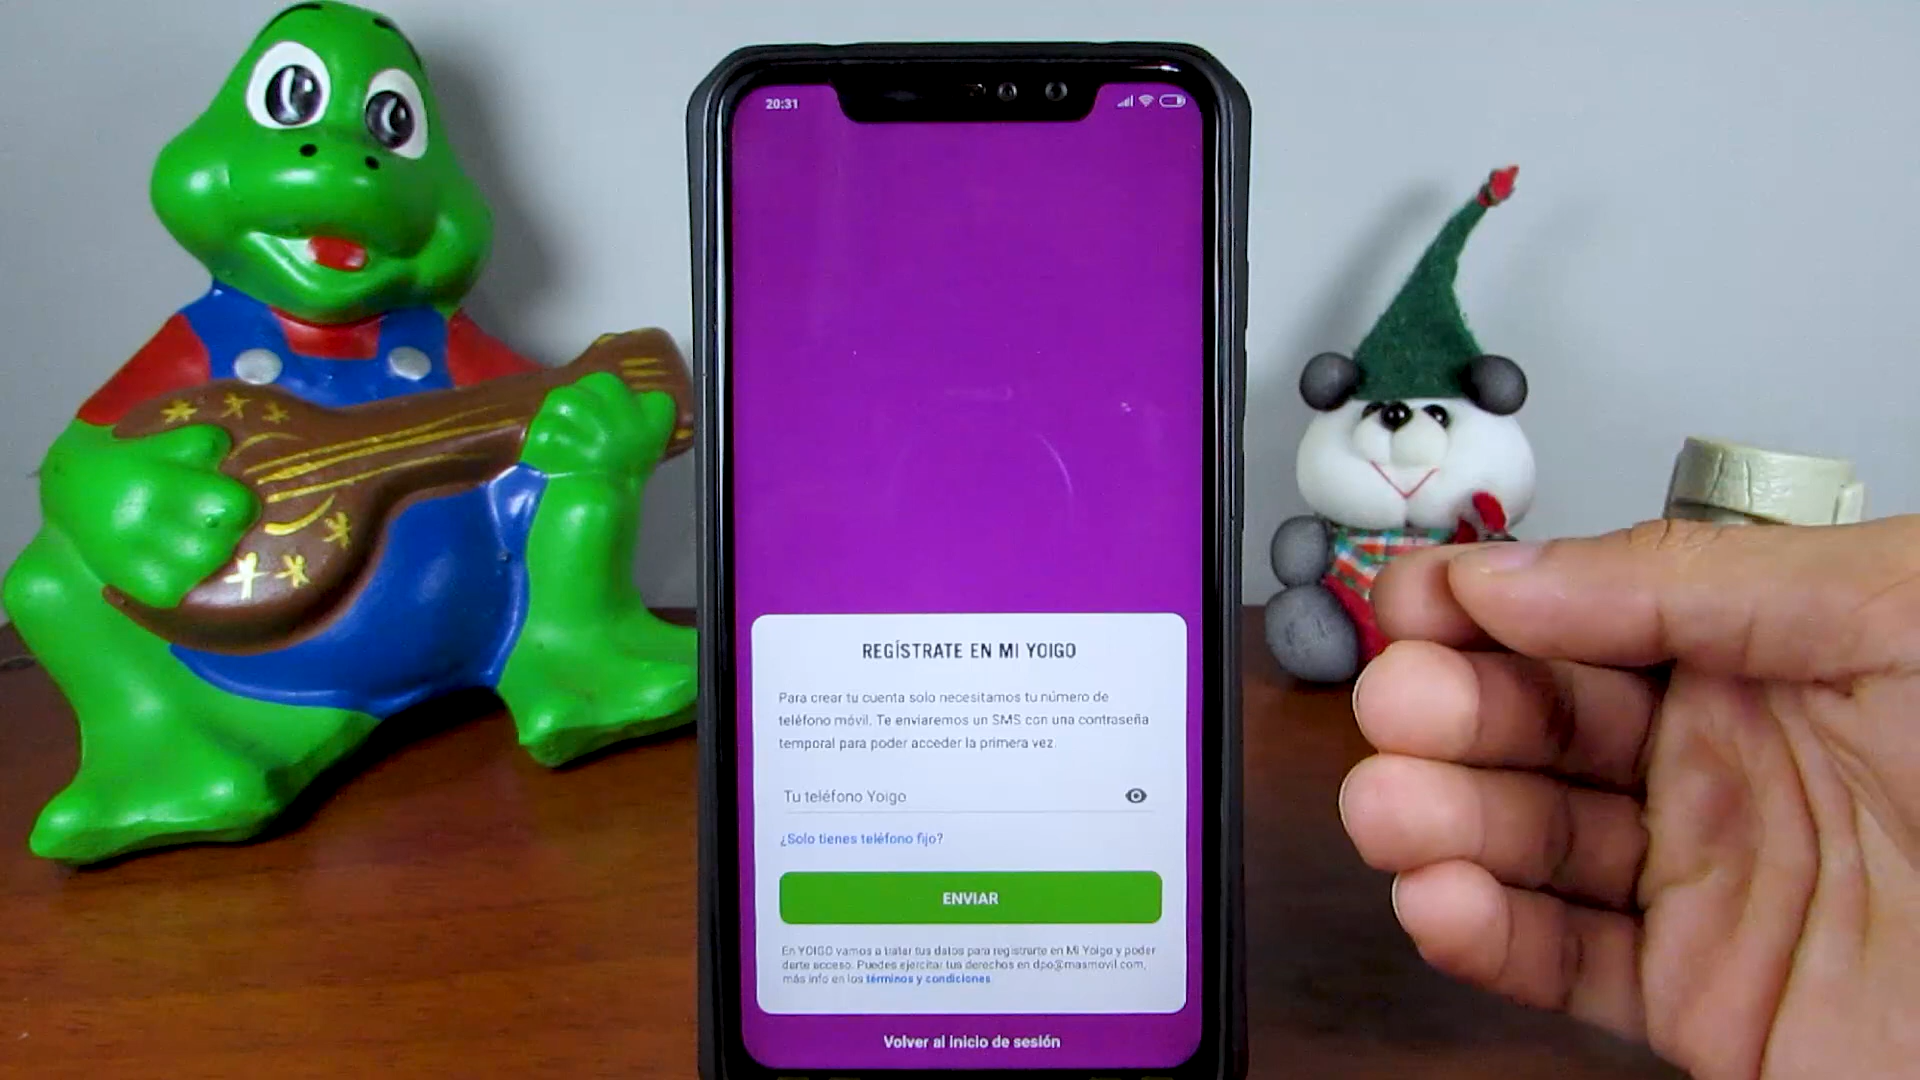 20:31
REGÍSTRATE EN MI YOIGO
Para crear tu cuenta solo necesitamos tu número de
teléfono móvil. Te enviaremos un SMS con una contraseña
temporal para poder acceder la primera vez.
Tu teléfono Yoigo
¿Solo tienes teléfono fijo?
ENVIAR
En YOIGO vamos a tratar tus datos para registrarte en Mi Yoigo y poder
darte acceso. Puedes ejercitar tus derechos en dpo@masmovil.com,
más info en los términos y condiciones
Volver al inicio de sesión